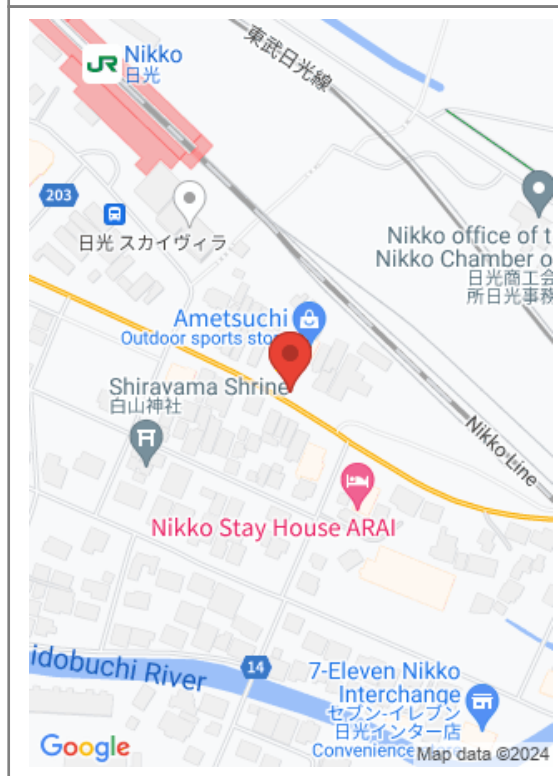 JR
Nikko
日光
東武日光線
203
日光 スカイヴィラ
Nikko office of t
Nikko Chamber o
日光商工会
所日光事務
Ametsuchi
Outdoor sports stor
Shirayama Shrine
白山神社
Nikko Line
Nikko Stay House ARAI
idobuchi River
14
7-Eleven Nikko
Interchange
セブン-イレブン
日光インター店
Convenience
Google
Map data ©2024